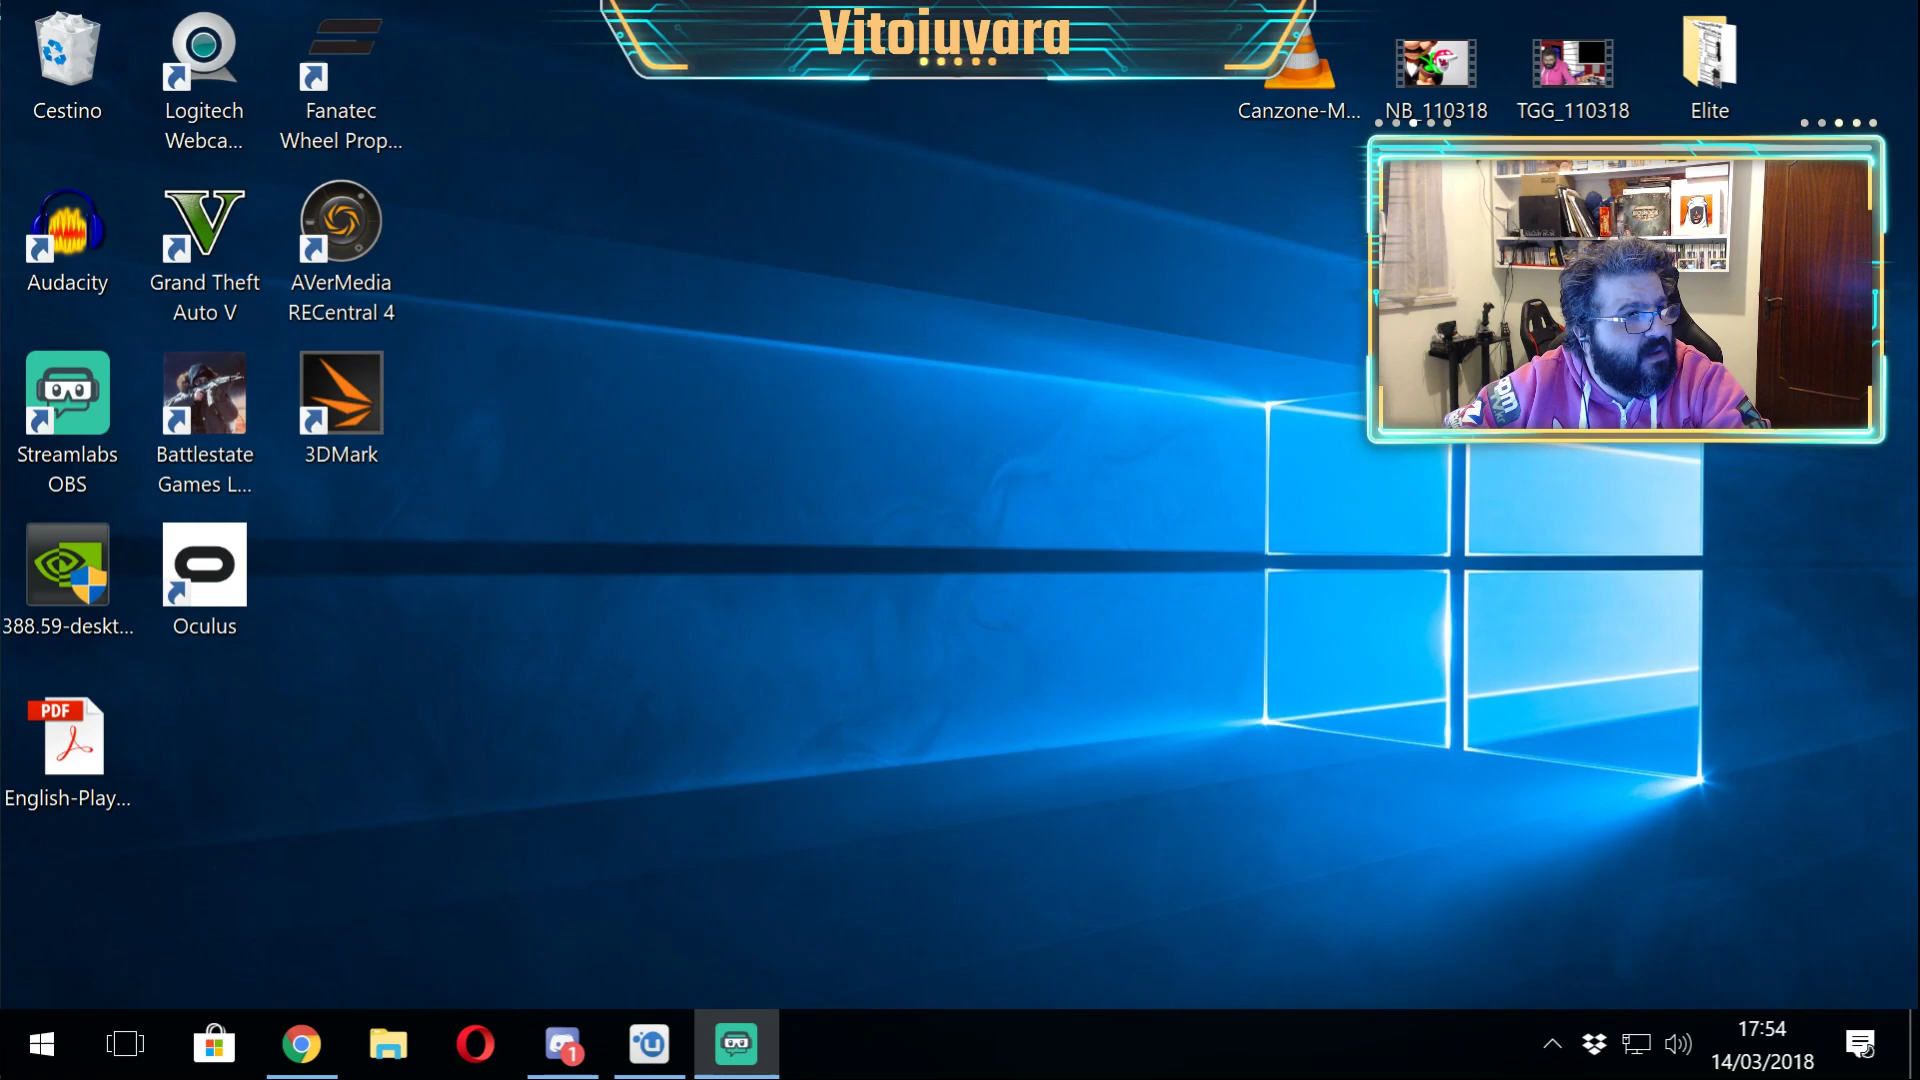 Vitoiuvara
Cestino
Logitech
Webca...
Fanatec
Wheel Prop...
Canzone-M...
NB_110318
TGG_110318
Elite
Audacity
Grand Theft
Auto V
AVerMedia
RECentral 4
Streamlabs
OBS
Battlestate
Games L...
3DMark
388.59-deskt...
Oculus
PDF
English-Play...
1
17:54
14/03/2018